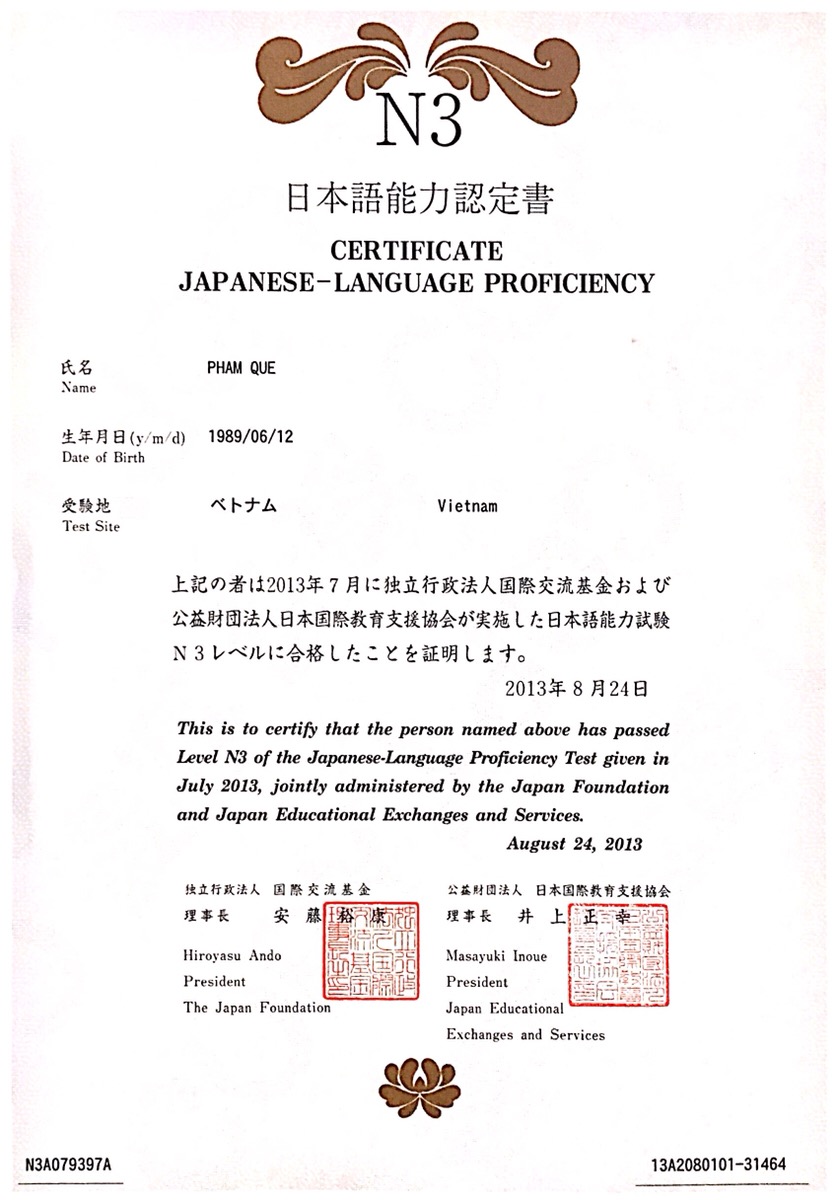 N3
日本語能力認定書
CERTIFICATE
JAPANESE-LANGUAGE PROFICIENCY
氏名 PHAM QUE
Name
生年月日(y/m/d) 1989/06/12
Date of Birth
受験地 ベトナム Vietnam
Test Site
上記の者は2013年7月に独立行政法人国際交流基金および
公益財団法人日本国際教育支援協会が実施した日本語能力試験
N3レベルに合格したことを証明します。
2013年8月24日
This is to certify that the person named above has passed
Level N3 of the Japanese-Language Proficiency Test given in
July 2013, jointly administered by the Japan Foundation
and Japan Educational Exchanges and Services.
August 24, 2013
独立行政法人 国際交流基金
理事長 安藤裕康
Hiroyasu Ando
President
The Japan Foundation
公益財団法人 日本国際教育支援協会
理事長 井上正幸
Masayuki Inoue
President
Japan Educational
Exchanges and Services
N3A079397A 13A2080101-31464